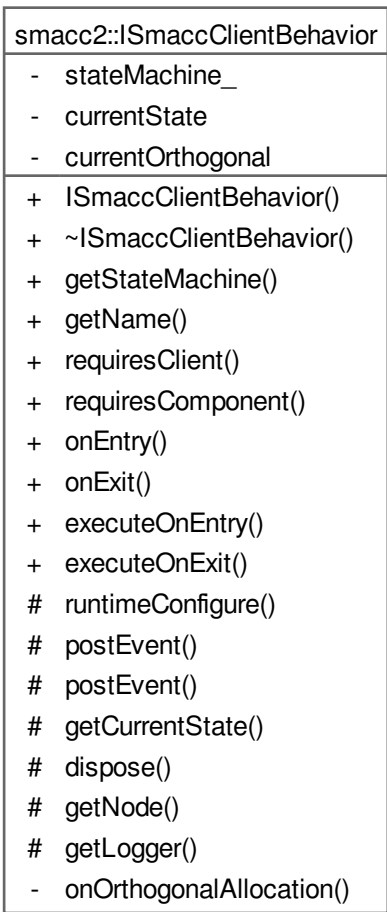 smacc2::ISmaccClientBehavior
- stateMachine_
- currentState
- currentOrthogonal
+ ISmaccClientBehavior()
+ ~ISmaccClientBehavior()
+ getStateMachine()
+ getName()
+ requiresClient()
+ requiresComponent()
+ onEntry()
+ onExit()
+ executeOnEntry()
+ executeOnExit()
# runtimeConfigure()
# postEvent()
# postEvent()
# getCurrentState()
# dispose()
# getNode()
# getLogger()
- onOrthogonalAllocation()